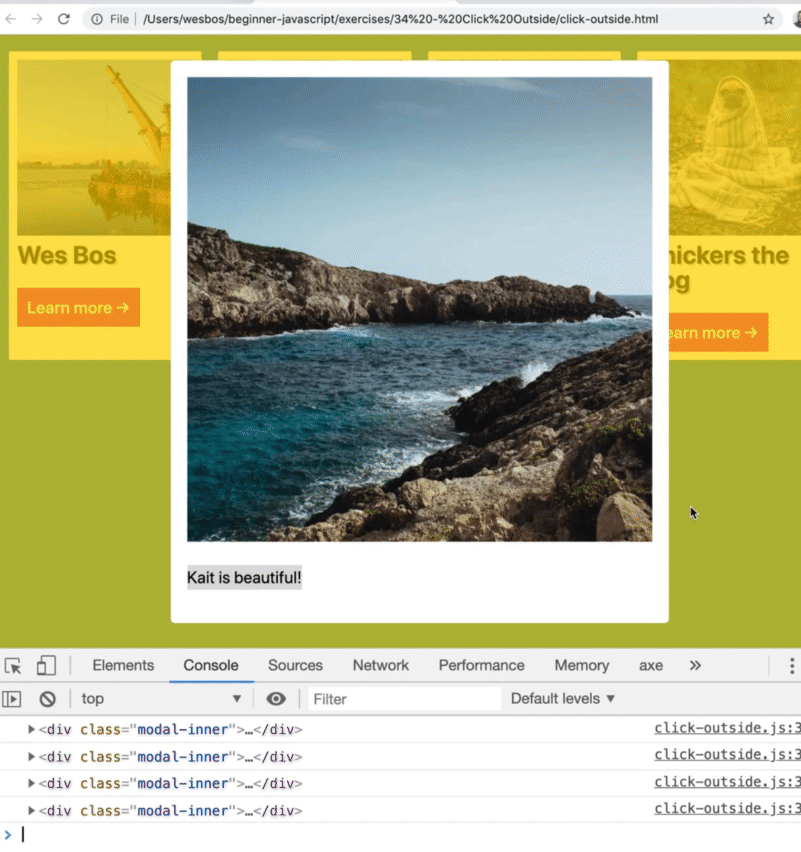 File
/Users/wesbos/beginner-javascript/exercises/34%20-%20Click%20Outside/click-outside.html
Wes Bos
Learn more →
hickers the
og
earn more →
Kait is beautiful!
Elements Console Sources Network Performance Memory axe »
top ▼ Filter Default levels ▼
▶<div class="modal-inner">…</div> click-outside.js:3
▶<div class="modal-inner">…</div> click-outside.js:3
▶<div class="modal-inner">…</div> click-outside.js:3
▶<div class="modal-inner">…</div> click-outside.js:3
>